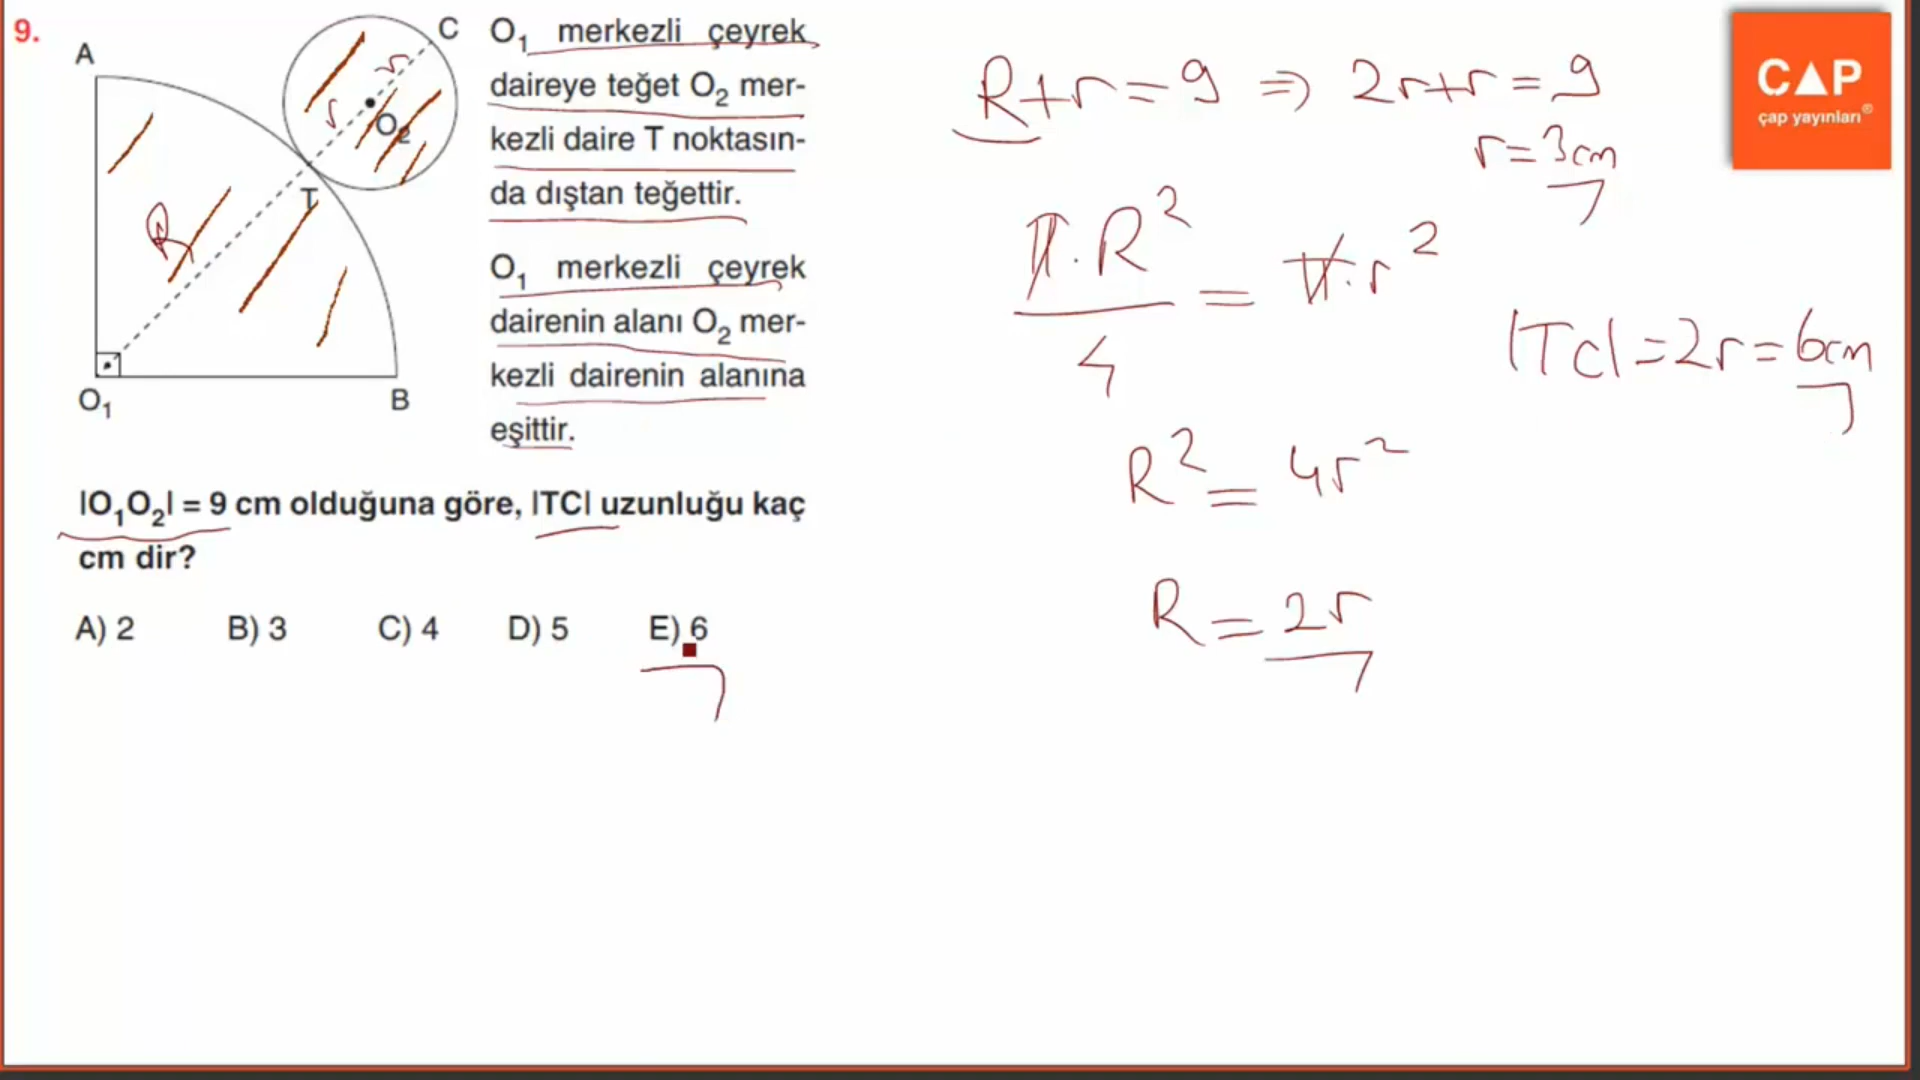 9.
A
C
O₂
T
O₁
B
r
r
R
O₁ merkezli çeyrek
daireye teğet O₂ mer-
kezli daire T noktasın-
da dıştan teğettir.
O₁ merkezli çeyrek
dairenin alanı O₂ mer-
kezli dairenin alanına
eşittir.
|O₁O₂| = 9 cm olduğuna göre, |TC| uzunluğu kaç
cm dir?
A) 2 B) 3 C) 4 D) 5 E) 6
R+r=9 ⇒ 2r+r=9
r=3cm
π.R²/4 = π.r²
|TC|=2r=6cm
R²=4r²
R=2r
CAP
çap yayınları®